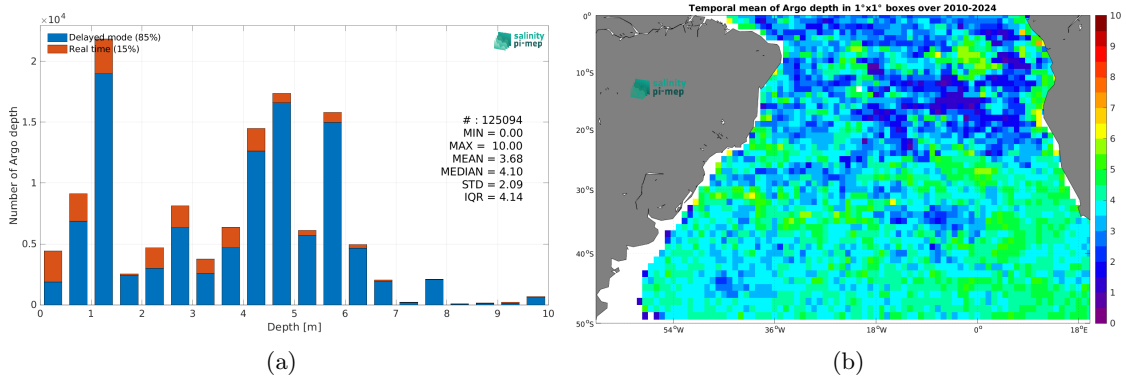 ×10⁴
Delayed mode (85%)
Real time (15%)
salinity
pi-mep
# : 125094
MIN = 0.00
MAX = 10.00
MEAN = 3.68
MEDIAN = 4.10
STD = 2.09
IQR = 4.14
Number of Argo depth
2
1.5
1
0.5
0
0 1 2 3 4 5 6 7 8 9 10
Depth [m]
(a)
Temporal mean of Argo depth in 1°x1° boxes over 2010-2024
salinity
pi-mep
0°
10°S
20°S
30°S
40°S
50°S
54°W 36°W 18°W 0° 18°E
10
9
8
7
6
5
4
3
2
1
0
(b)